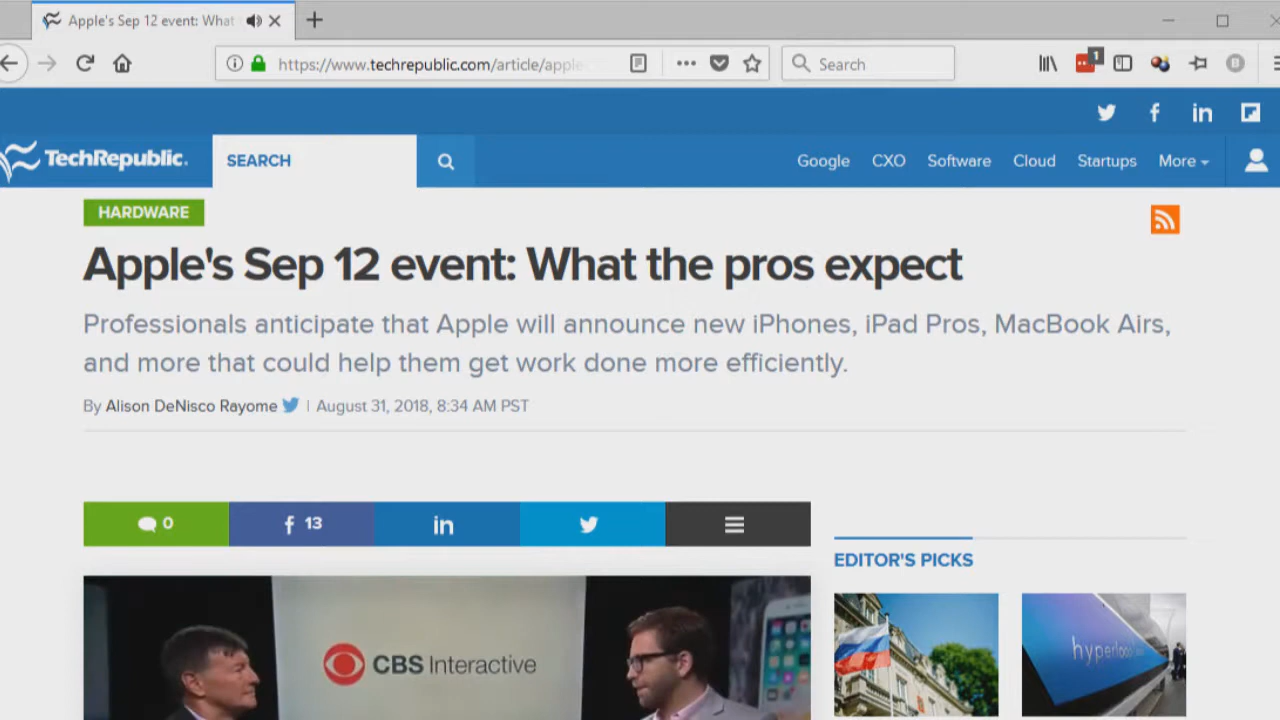 Apple's Sep 12 event: What
https://www.techrepublic.com/article/apple
Search
1
TechRepublic.
SEARCH
Google CXO Software Cloud Startups More
HARDWARE
Apple's Sep 12 event: What the pros expect
Professionals anticipate that Apple will announce new iPhones, iPad Pros, MacBook Airs,
and more that could help them get work done more efficiently.
By Alison DeNisco Rayome | August 31, 2018, 8:34 AM PST
0
13
in
EDITOR'S PICKS
CBS Interactive